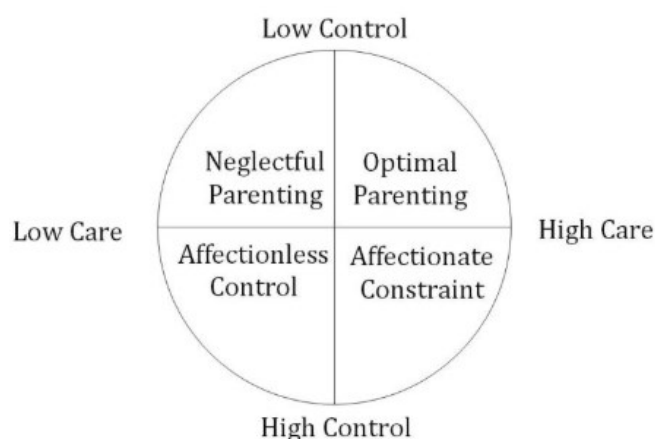 Low Control
Neglectful
Parenting
Optimal
Parenting
Low Care
High Care
Affectionless
Control
Affectionate
Constraint
High Control